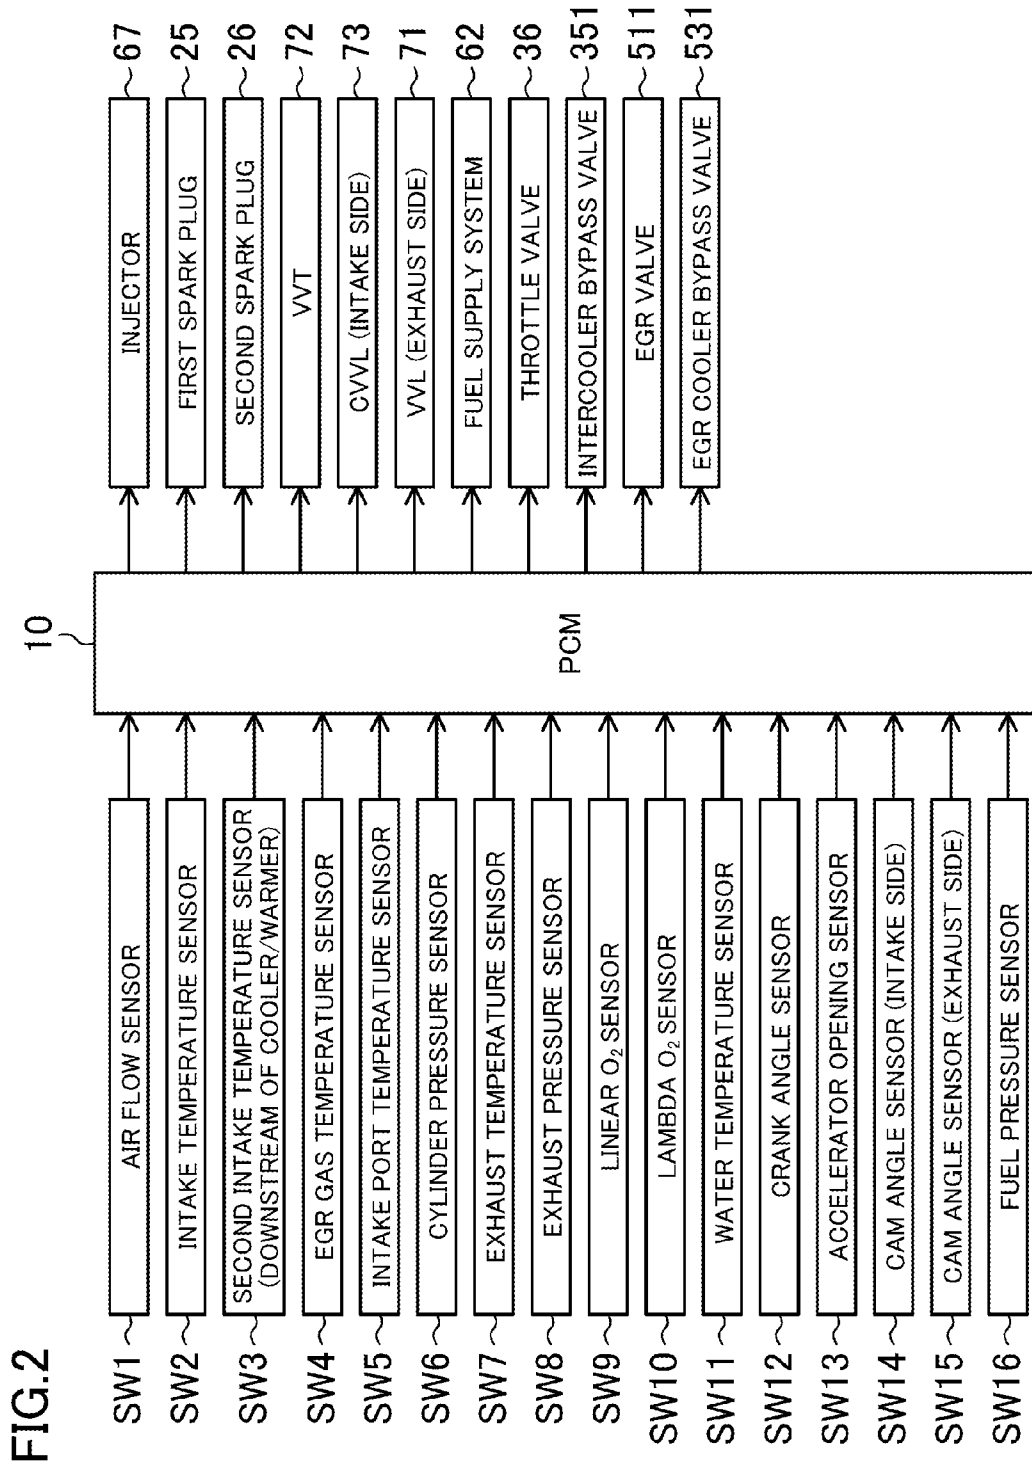 FIG.2
SW1
AIR FLOW SENSOR
SW2
INTAKE TEMPERATURE SENSOR
SW3
SECOND INTAKE TEMPERATURE SENSOR
(DOWNSTREAM OF COOLER/WARMER)
SW4
EGR GAS TEMPERATURE SENSOR
SW5
INTAKE PORT TEMPERATURE SENSOR
SW6
CYLINDER PRESSURE SENSOR
SW7
EXHAUST TEMPERATURE SENSOR
SW8
EXHAUST PRESSURE SENSOR
SW9
LINEAR O₂ SENSOR
SW10
LAMBDA O₂ SENSOR
SW11
WATER TEMPERATURE SENSOR
SW12
CRANK ANGLE SENSOR
SW13
ACCELERATOR OPENING SENSOR
SW14
CAM ANGLE SENSOR (INTAKE SIDE)
SW15
CAM ANGLE SENSOR (EXHAUST SIDE)
SW16
FUEL PRESSURE SENSOR
10
PCM
INJECTOR
67
FIRST SPARK PLUG
25
SECOND SPARK PLUG
26
VVT
72
CVVL (INTAKE SIDE)
73
VVL (EXHAUST SIDE)
71
FUEL SUPPLY SYSTEM
62
THROTTLE VALVE
36
INTERCOOLER BYPASS VALVE
351
EGR VALVE
511
EGR COOLER BYPASS VALVE
531